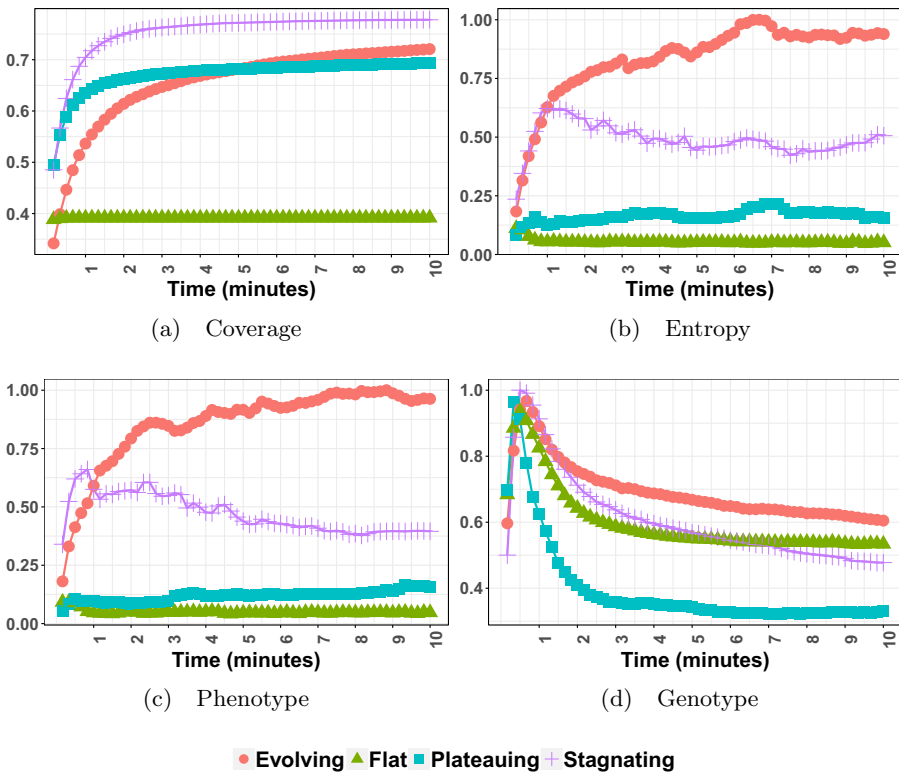 0.7
0.6
0.5
0.4
1 2 3 4 5 6 7 8 9 10
Time (minutes)
(a) Coverage
1.00
0.75
0.50
0.25
0.00
1 2 3 4 5 6 7 8 9 10
Time (minutes)
(b) Entropy
1.00
0.75
0.50
0.25
0.00
1 2 3 4 5 6 7 8 9 10
Time (minutes)
(c) Phenotype
1.0
0.8
0.6
0.4
1 2 3 4 5 6 7 8 9 10
Time (minutes)
(d) Genotype
Evolving Flat Plateauing Stagnating